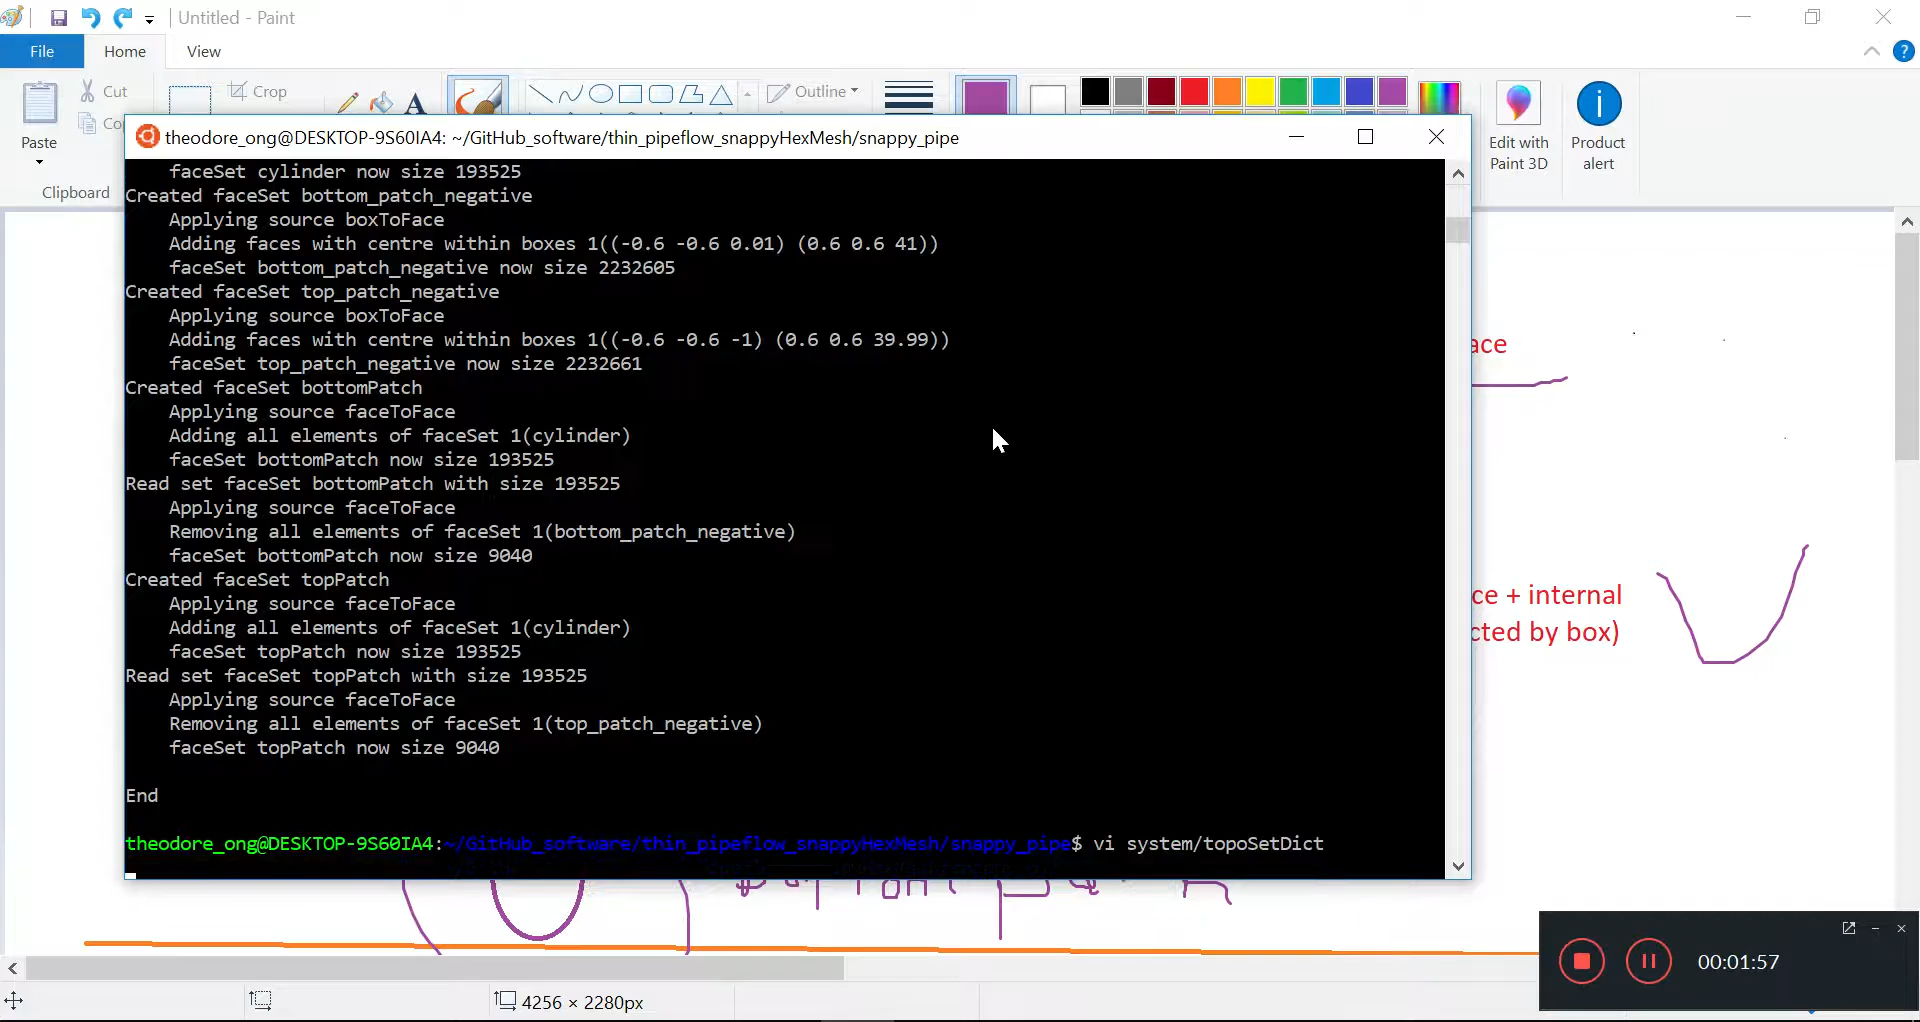 Untitled - Paint
File
Home
View
Paste
Cut
Crop
Outline
Edit with
Paint 3D
Product
alert
Clipboard
theodore_ong@DESKTOP-9S60IA4: ~/GitHub_software/thin_pipeflow_snappyHexMesh/snappy_pipe
faceSet cylinder now size 193525
Created faceSet bottom_patch_negative
Applying source boxToFace
Adding faces with centre within boxes 1((-0.6 -0.6 0.01) (0.6 0.6 41))
faceSet bottom_patch_negative now size 2232605
Created faceSet top_patch_negative
Applying source boxToFace
Adding faces with centre within boxes 1((-0.6 -0.6 -1) (0.6 0.6 39.99))
faceSet top_patch_negative now size 2232661
Created faceSet bottomPatch
Applying source faceToFace
Adding all elements of faceSet 1(cylinder)
faceSet bottomPatch now size 193525
Read set faceSet bottomPatch with size 193525
Applying source faceToFace
Removing all elements of faceSet 1(bottom_patch_negative)
faceSet bottomPatch now size 9040
Created faceSet topPatch
Applying source faceToFace
Adding all elements of faceSet 1(cylinder)
faceSet topPatch now size 193525
Read set faceSet topPatch with size 193525
Applying source faceToFace
Removing all elements of faceSet 1(top_patch_negative)
faceSet topPatch now size 9040
End
theodore_ong@DESKTOP-9S60IA4:~/GitHub_software/thin_pipeflow_snappyHexMesh/snappy_pipe$ vi system/topoSetDict
ace
ce + internal
cted by box)
00:01:57
4256 × 2280px